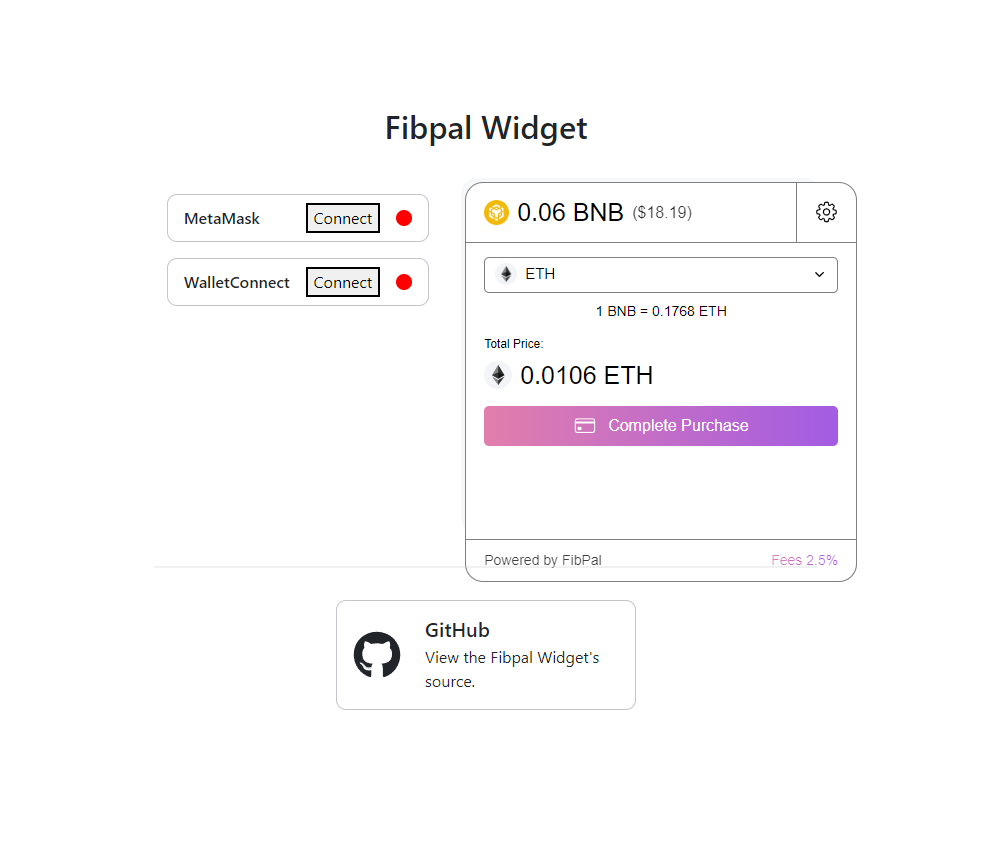 Fibpal Widget
MetaMask Connect
WalletConnect Connect
0.06 BNB ($18.19)
ETH
1 BNB = 0.1768 ETH
Total Price:
0.0106 ETH
Complete Purchase
Powered by FibPal Fees 2.5%
GitHub
View the Fibpal Widget's
source.